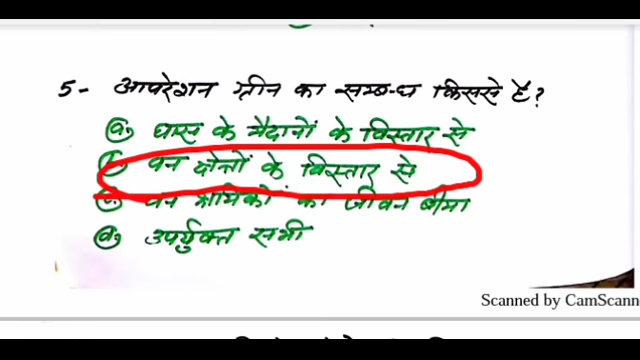 5- आपरेशन ग्रीन का सम्बन्ध किससे है?
(a). घास के मैदानों के विस्तार से
(b). वन क्षेत्रों के विस्तार से
(c). वन श्रमिकों का जीवन बीमा
(d). उपर्युक्त सभी
Scanned by CamScann